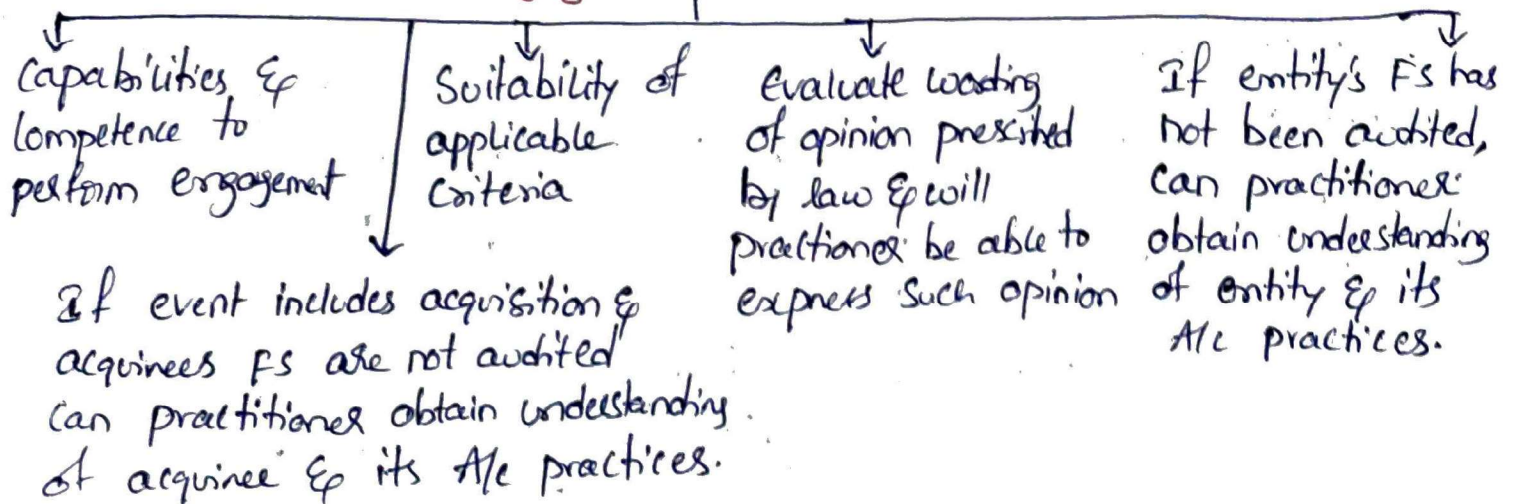 Capabilities &
Competence to
perform engagement
Suitability of
applicable
Criteria
Evaluate wording
of opinion prescribed
by law & will
practioner be able to
express such opinion
If entity's FS has
not been audited,
can practitioner
obtain understanding
of entity & its
A/c practices.
If event includes acquisition &
acquirees FS are not audited
can practitioner obtain understanding
of acquiree & its A/c practices.